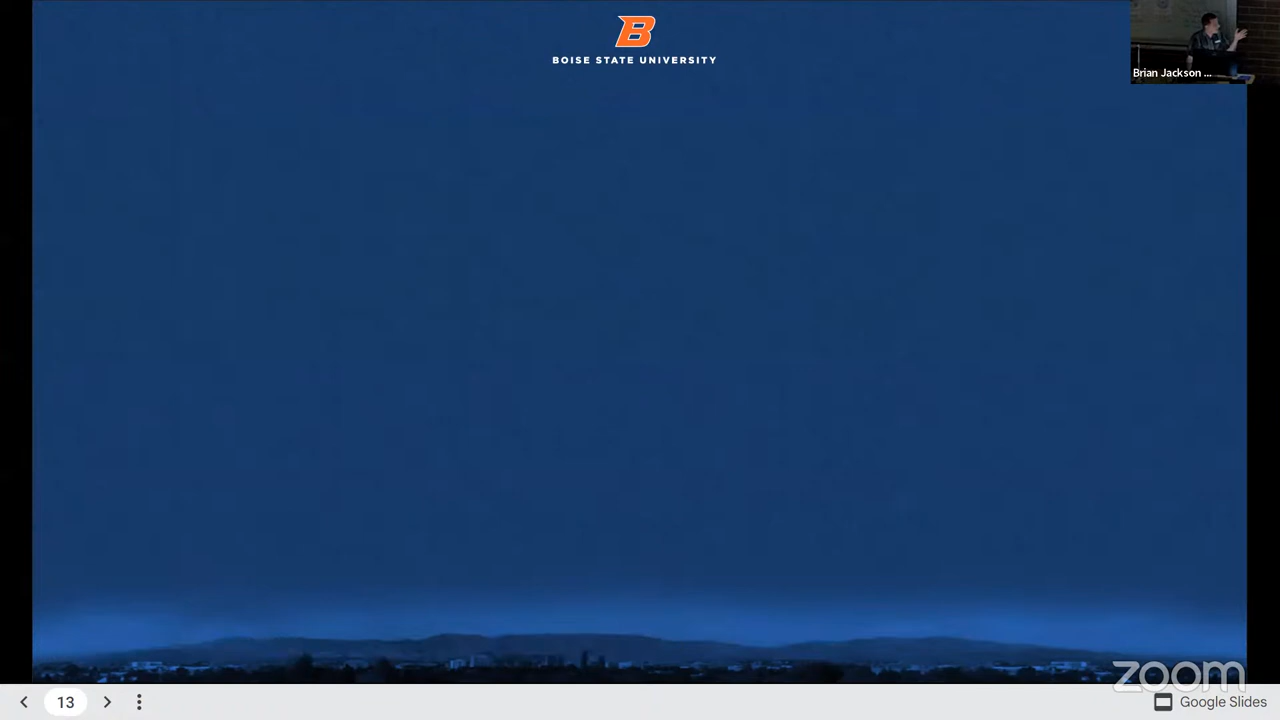 B
BOISE STATE UNIVERSITY
Brian Jackson ...
zoom
13
Google Slides